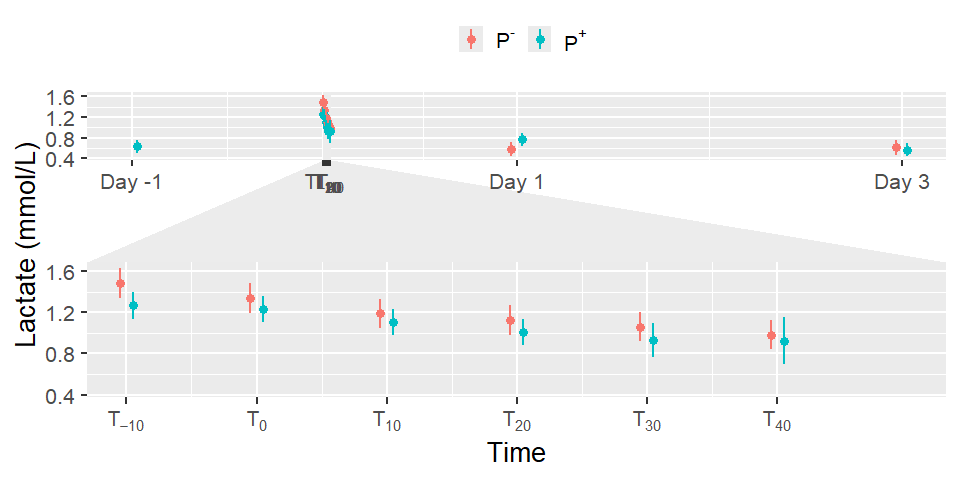 P⁻ P⁺
Lactate (mmol/L)
1.6
1.2
0.8
0.4
Day -1 Day 1 Day 3
1.6
1.2
0.8
0.4
T₋₁₀ T₀ T₁₀ T₂₀ T₃₀ T₄₀
Time